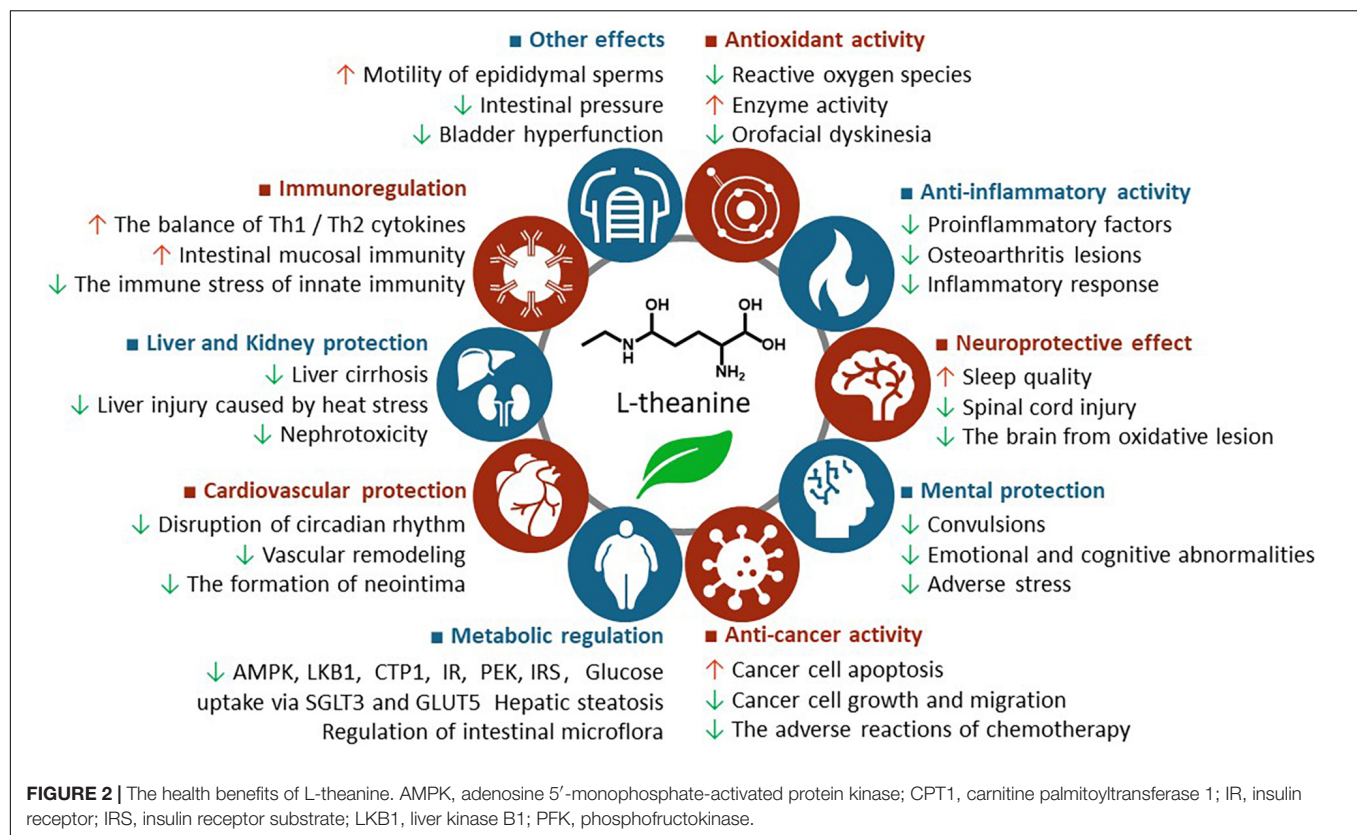 ■ Other effects
↑ Motility of epididymal sperms
↓ Intestinal pressure
↓ Bladder hyperfunction
■ Antioxidant activity
↓ Reactive oxygen species
↑ Enzyme activity
↓ Orofacial dyskinesia
■ Immunoregulation
↑ The balance of Th1 / Th2 cytokines
↑ Intestinal mucosal immunity
↓ The immune stress of innate immunity
■ Anti-inflammatory activity
↓ Proinflammatory factors
↓ Osteoarthritis lesions
↓ Inflammatory response
■ Liver and Kidney protection
↓ Liver cirrhosis
↓ Liver injury caused by heat stress
↓ Nephrotoxicity
OH
OH
N
H
OH
NH₂
L-theanine
■ Neuroprotective effect
↑ Sleep quality
↓ Spinal cord injury
↓ The brain from oxidative lesion
■ Cardiovascular protection
↓ Disruption of circadian rhythm
↓ Vascular remodeling
↓ The formation of neointima
■ Mental protection
↓ Convulsions
↓ Emotional and cognitive abnormalities
↓ Adverse stress
■ Metabolic regulation
↓ AMPK, LKB1, CTP1, IR, PEK, IRS, Glucose
uptake via SGLT3 and GLUT5 Hepatic steatosis
Regulation of intestinal microflora
■ Anti-cancer activity
↑ Cancer cell apoptosis
↓ Cancer cell growth and migration
↓ The adverse reactions of chemotherapy
FIGURE 2 | The health benefits of L-theanine. AMPK, adenosine 5′-monophosphate-activated protein kinase; CPT1, carnitine palmitoyltransferase 1; IR, insulin
receptor; IRS, insulin receptor substrate; LKB1, liver kinase B1; PFK, phosphofructokinase.